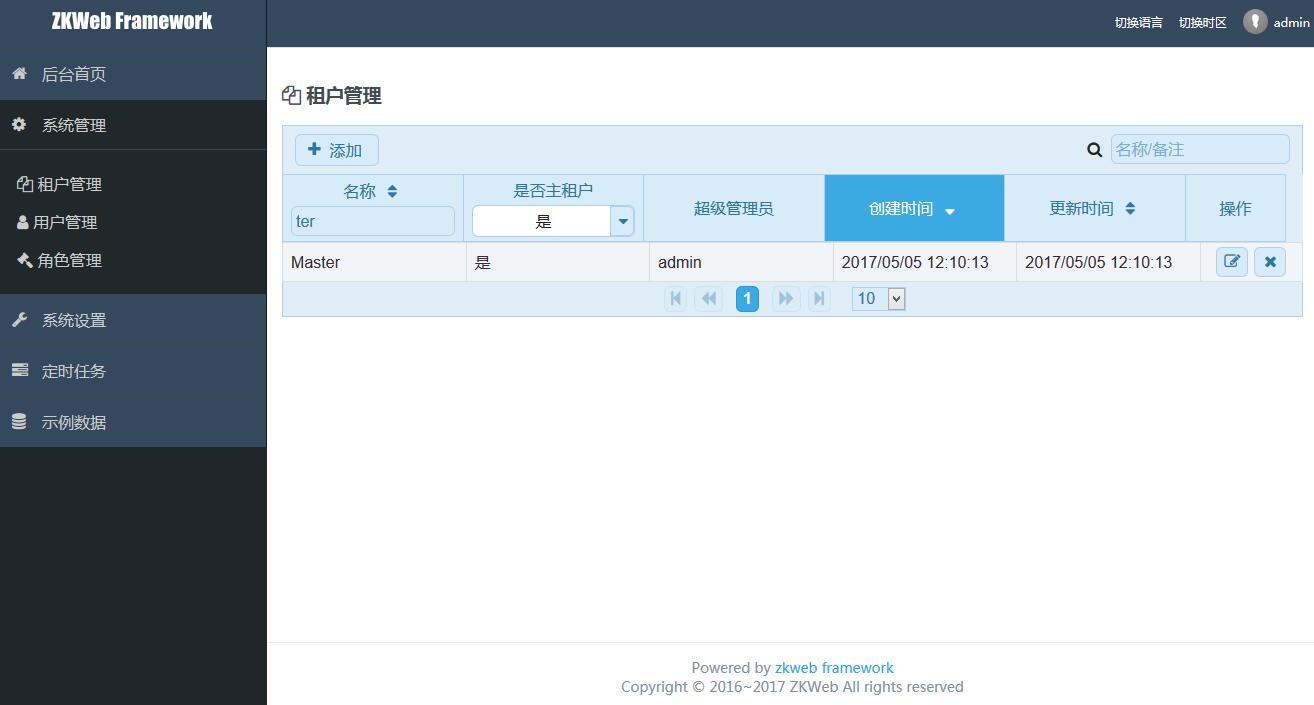 ZKWeb Framework
切换语言 切换时区 admin
后台首页
系统管理
租户管理
用户管理
角色管理
系统设置
定时任务
示例数据
租户管理
添加 名称/备注
名称 是否主租户 超级管理员 创建时间 更新时间 操作
ter 是
Master 是 admin 2017/05/05 12:10:13 2017/05/05 12:10:13
1 10
Powered by zkweb framework
Copyright © 2016~2017 ZKWeb All rights reserved